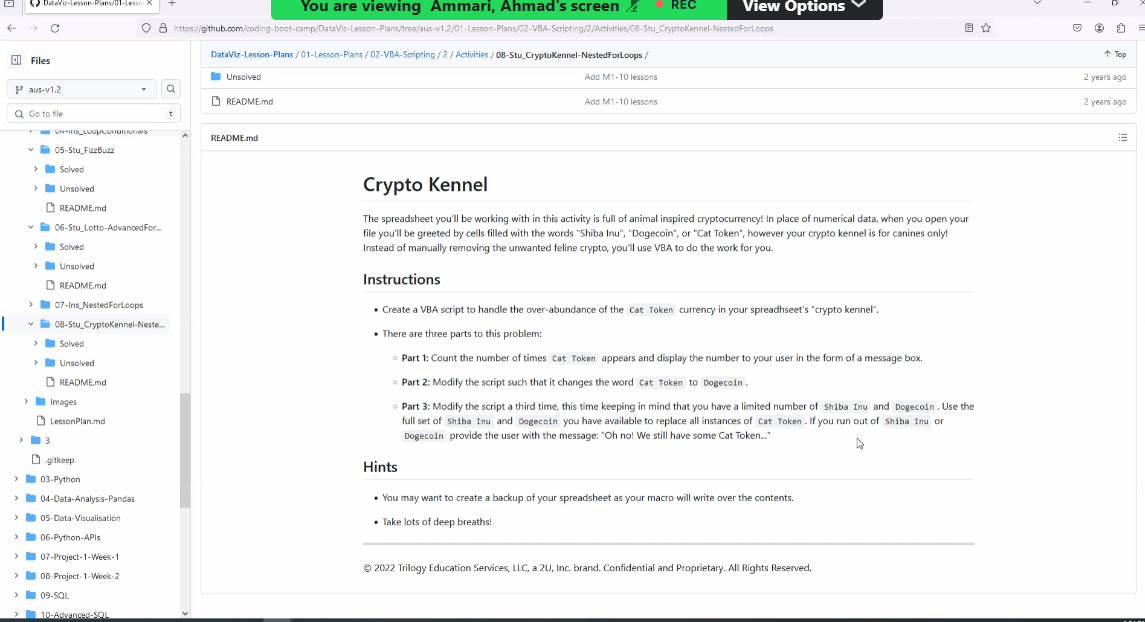 DataViz-Lesson-Plans/01-Lesson
You are viewing Ammari, Ahmad's screen
REC
View Options
https://github.com/coding-boot-camp/DataViz-Lesson-Plans/tree/aus-v1.2/01-Lesson-Plans/02-VBA-Scripting/2/Activities/08-Stu_CryptoKennel-NestedForLoops
Files
DataViz-Lesson-Plans / 01-Lesson-Plans / 02-VBA-Scripting / 2 / Activities / 08-Stu_CryptoKennel-NestedForLoops /
Top
Unsolved Add M1-10 lessons 2 years ago
README.md Add M1-10 lessons 2 years ago
aus-v1.2
Go to file t
04-Ins_LoopConditionals
05-Stu_FizzBuzz
Solved
Unsolved
README.md
06-Stu_Lotto-AdvancedFor...
Solved
Unsolved
README.md
07-Ins_NestedForLoops
08-Stu_CryptoKennel-Neste...
Solved
Unsolved
README.md
Images
LessonPlan.md
3
.gitkeep
03-Python
04-Data-Analysis-Pandas
05-Data-Visualisation
06-Python-APIs
07-Project-1-Week-1
08-Project-1-Week-2
09-SQL
10-Advanced-SQL
README.md
Crypto Kennel
The spreadsheet you'll be working with in this activity is full of animal inspired cryptocurrency! In place of numerical data, when you open your
file you'll be greeted by cells filled with the words "Shiba Inu", "Dogecoin", or "Cat Token", however your crypto kennel is for canines only!
Instead of manually removing the unwanted feline crypto, you'll use VBA to do the work for you.
Instructions
• Create a VBA script to handle the over-abundance of the Cat Token currency in your spreadhseet's "crypto kennel".
• There are three parts to this problem:
○ Part 1: Count the number of times Cat Token appears and display the number to your user in the form of a message box.
○ Part 2: Modify the script such that it changes the word Cat Token to Dogecoin.
○ Part 3: Modify the script a third time, this time keeping in mind that you have a limited number of Shiba Inu and Dogecoin. Use the
full set of Shiba Inu and Dogecoin you have available to replace all instances of Cat Token. If you run out of Shiba Inu or
Dogecoin provide the user with the message: "Oh no! We still have some Cat Token..."
Hints
• You may want to create a backup of your spreadsheet as your macro will write over the contents.
• Take lots of deep breaths!
© 2022 Trilogy Education Services, LLC, a 2U, Inc. brand. Confidential and Proprietary. All Rights Reserved.